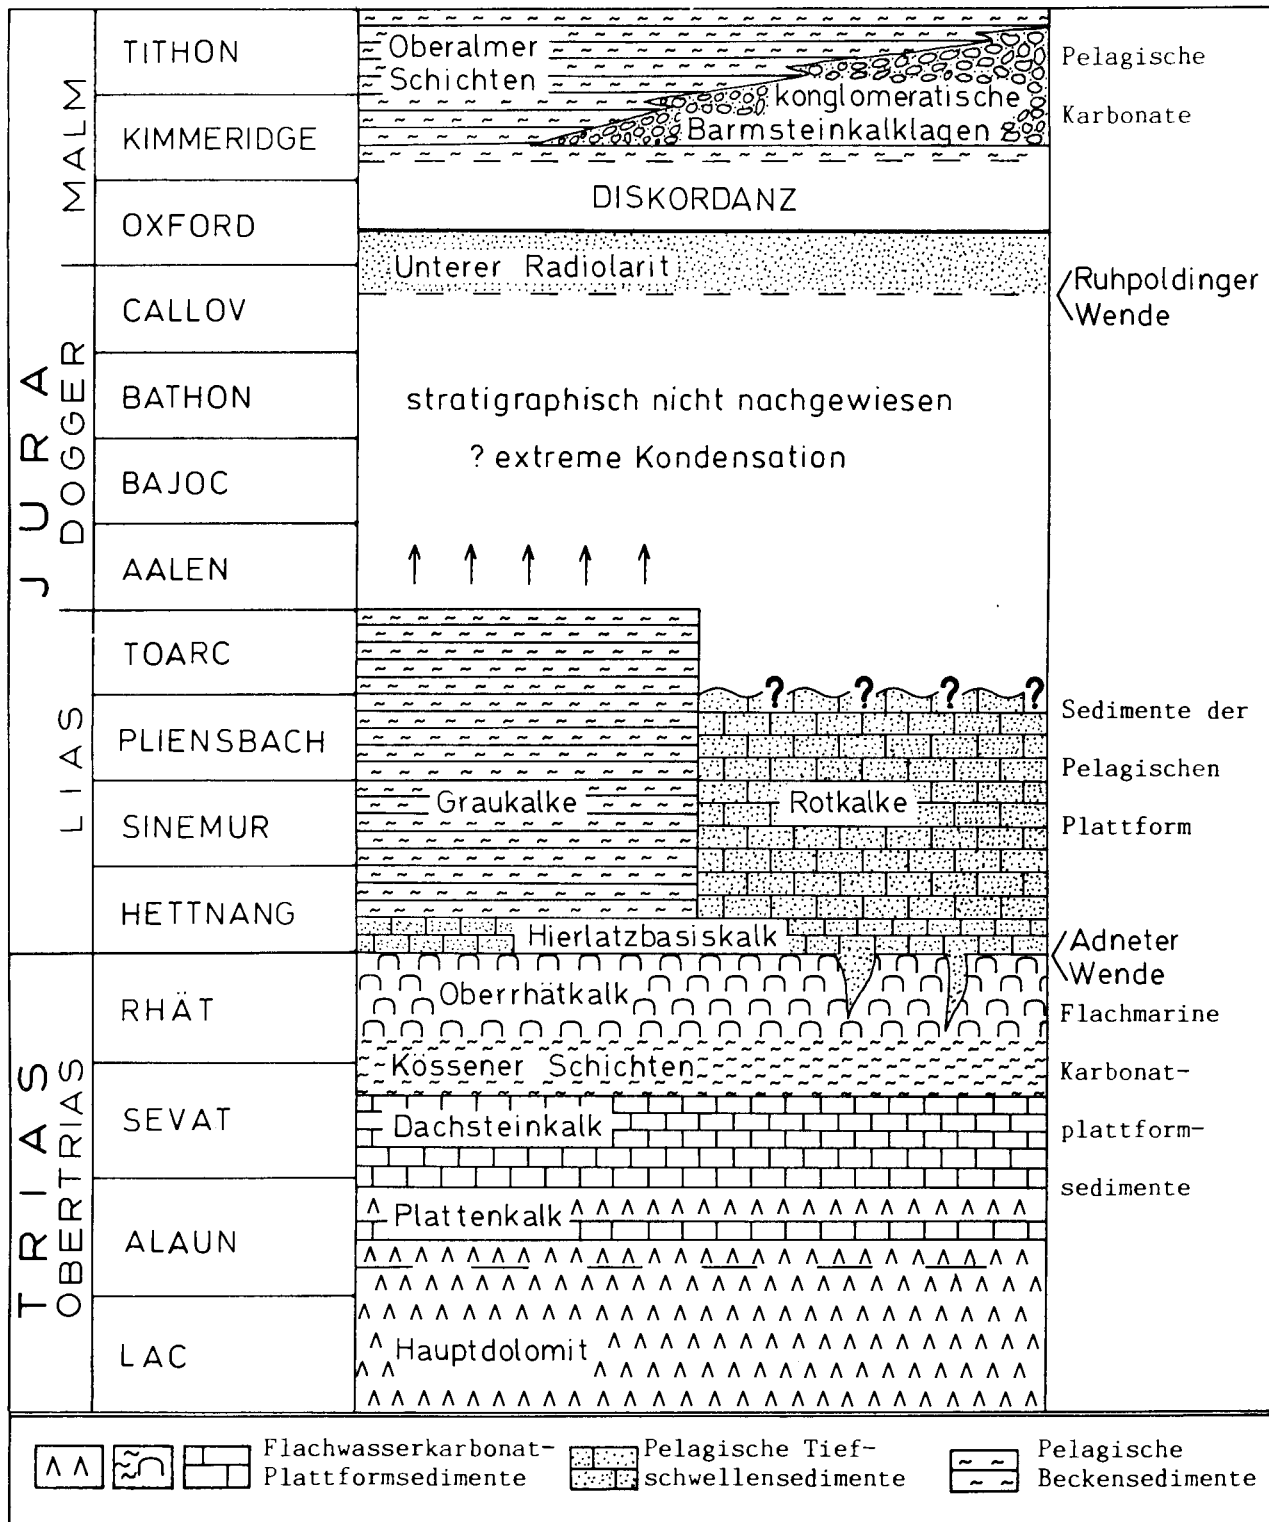 JURA
MALM
DOGGER
LIAS
TRIAS
OBERTRIAS
TITHON
KIMMERIDGE
OXFORD
CALLOV
BATHON
BAJOC
AALEN
TOARC
PLIENSBACH
SINEMUR
HETTNANG
RHÄT
SEVAT
ALAUN
LAC
Oberalmer
Schichten
konglomeratische
Barmsteinkalklagen
DISKORDANZ
Unterer Radiolarit
stratigraphisch nicht nachgewiesen
? extreme Kondensation
? ? ? ?
Graukalke
Rotkalke
Hierlatzbasiskalk
Oberrhätkalk
Kössener Schichten
Dachsteinkalk
Plattenkalk
Hauptdolomit
Pelagische
Karbonate
Ruhpoldinger
Wende
Sedimente der
Pelagischen
Plattform
Adneter
Wende
Flachmarine
Karbonat-
plattform-
sedimente
Flachwasserkarbonat-
Plattformsedimente
Pelagische Tief-
schwellensedimente
Pelagische
Beckensedimente